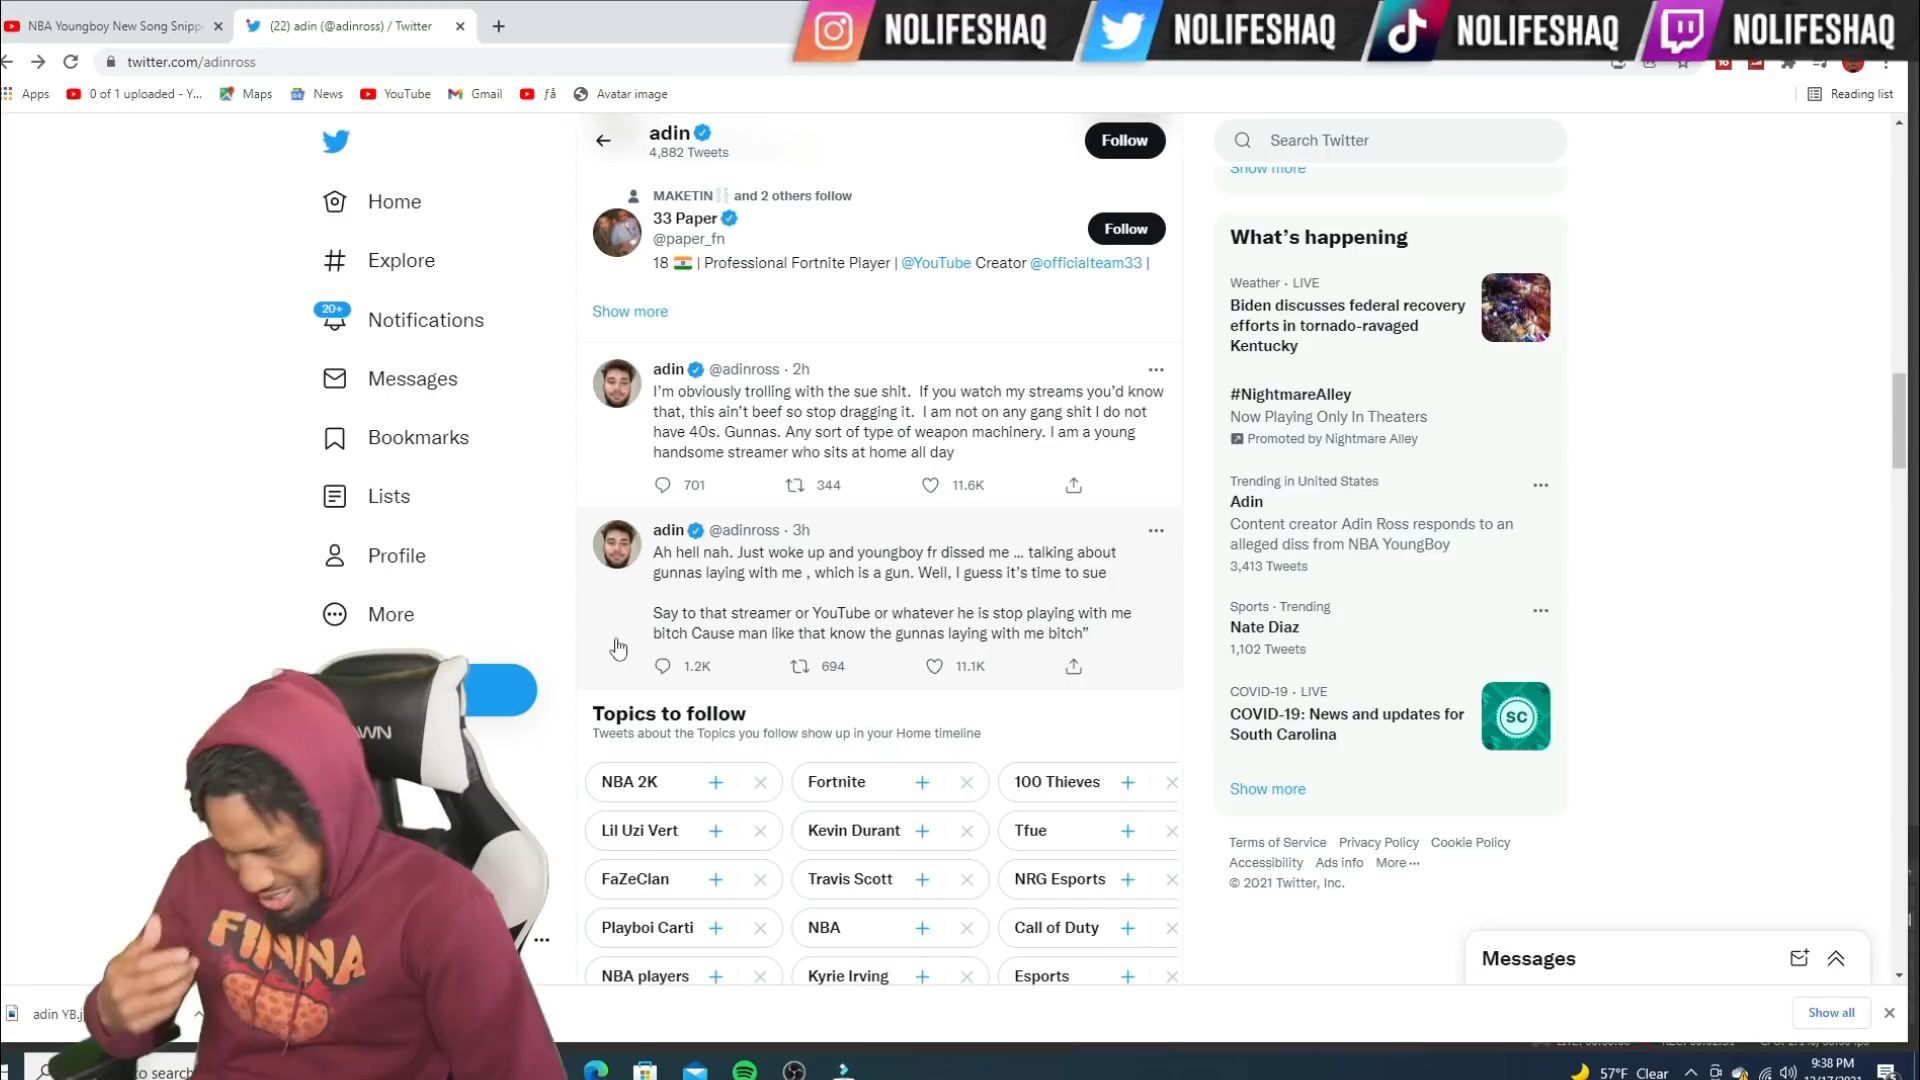 NBA Youngboy New Song Snipp
(22) adin (@adinross) / Twitter
NOLIFESHAQ
NOLIFESHAQ
NOLIFESHAQ
NOLIFESHAQ
twitter.com/adinross
Apps
0 of 1 uploaded - Y...
Maps
News
YouTube
Gmail
ƒå
Avatar image
Reading list
adin
4,882 Tweets
Follow
Search Twitter
Show more
Home
Explore
20+
Notifications
Messages
Bookmarks
Lists
Profile
More
MAKETIN and 2 others follow
33 Paper
@paper_fn
Follow
18 | Professional Fortnite Player | @YouTube Creator @officialteam33 |
Show more
adin @adinross · 2h
I'm obviously trolling with the sue shit.  If you watch my streams you'd know
that, this ain't beef so stop dragging it.  I am not on any gang shit I do not
have 40s. Gunnas. Any sort of type of weapon machinery. I am a young
handsome streamer who sits at home all day
701 344 11.6K
adin @adinross · 3h
Ah hell nah. Just woke up and youngboy fr dissed me ... talking about
gunnas laying with me , which is a gun. Well, I guess it's time to sue
Say to that streamer or YouTube or whatever he is stop playing with me
bitch Cause man like that know the gunnas laying with me bitch”
1.2K 694 11.1K
Topics to follow
Tweets about the Topics you follow show up in your Home timeline
NBA 2K Fortnite 100 Thieves
Lil Uzi Vert Kevin Durant Tfue
FaZeClan Travis Scott NRG Esports
Playboi Carti NBA Call of Duty
NBA players Kyrie Irving Esports
What's happening
Weather · LIVE
Biden discusses federal recovery
efforts in tornado-ravaged
Kentucky
#NightmareAlley
Now Playing Only In Theaters
Promoted by Nightmare Alley
Trending in United States
Adin
Content creator Adin Ross responds to an
alleged diss from NBA YoungBoy
3,413 Tweets
Sports · Trending
Nate Diaz
1,102 Tweets
COVID-19 · LIVE
COVID-19: News and updates for
South Carolina
SC
Show more
Terms of Service Privacy Policy Cookie Policy
Accessibility Ads info More ···
© 2021 Twitter, Inc.
Messages
adin YB.j
Show all
to search
57°F Clear
9:38 PM